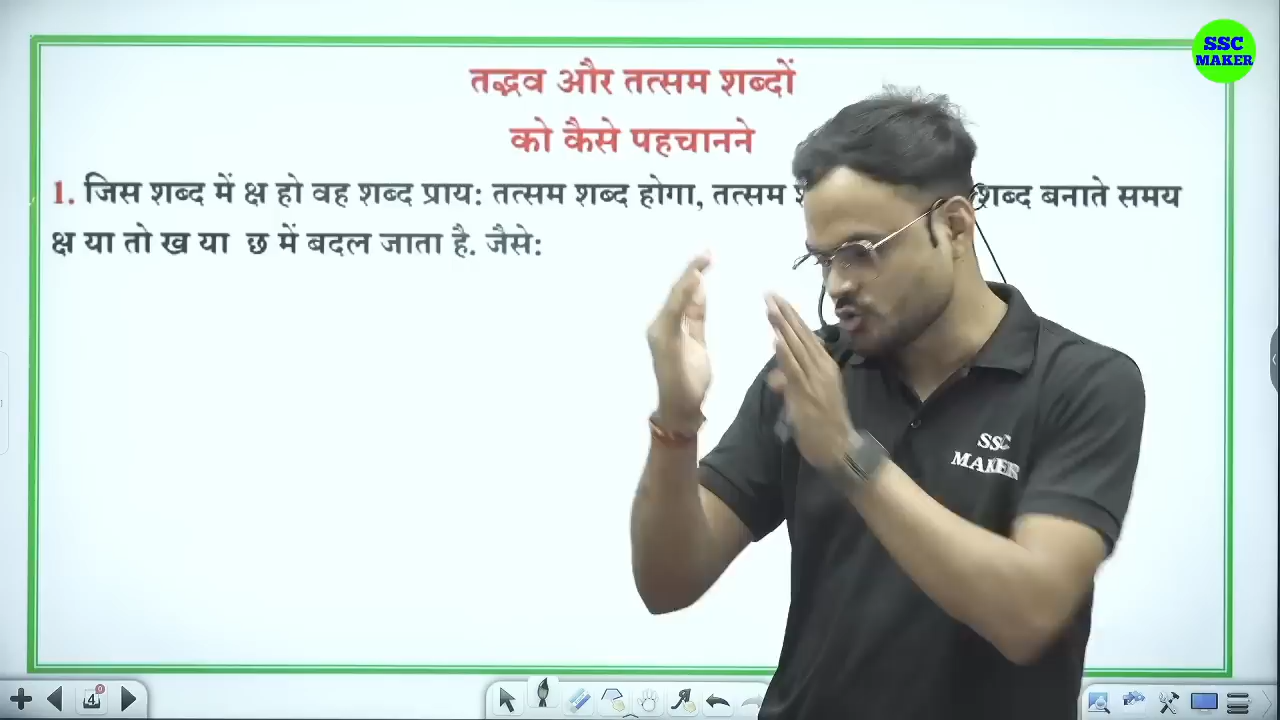 SSC
MAKER
तद्भव और तत्सम शब्दों
को कैसे पहचानने
1. जिस शब्द में क्ष हो वह शब्द प्राय: तत्सम शब्द होगा, तत्सम शब्द बनाते समय
क्ष या तो ख या छ में बदल जाता है. जैसे:
SSC
MAKER
4